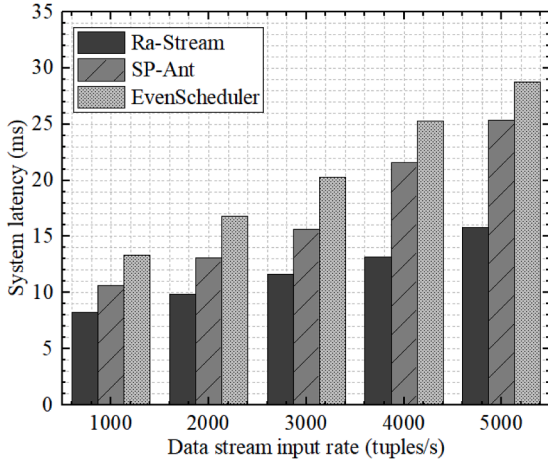 35
30
25
20
15
10
5
0
System latency (ms)
Ra-Stream
SP-Ant
EvenScheduler
1000 2000 3000 4000 5000
Data stream input rate (tuples/s)